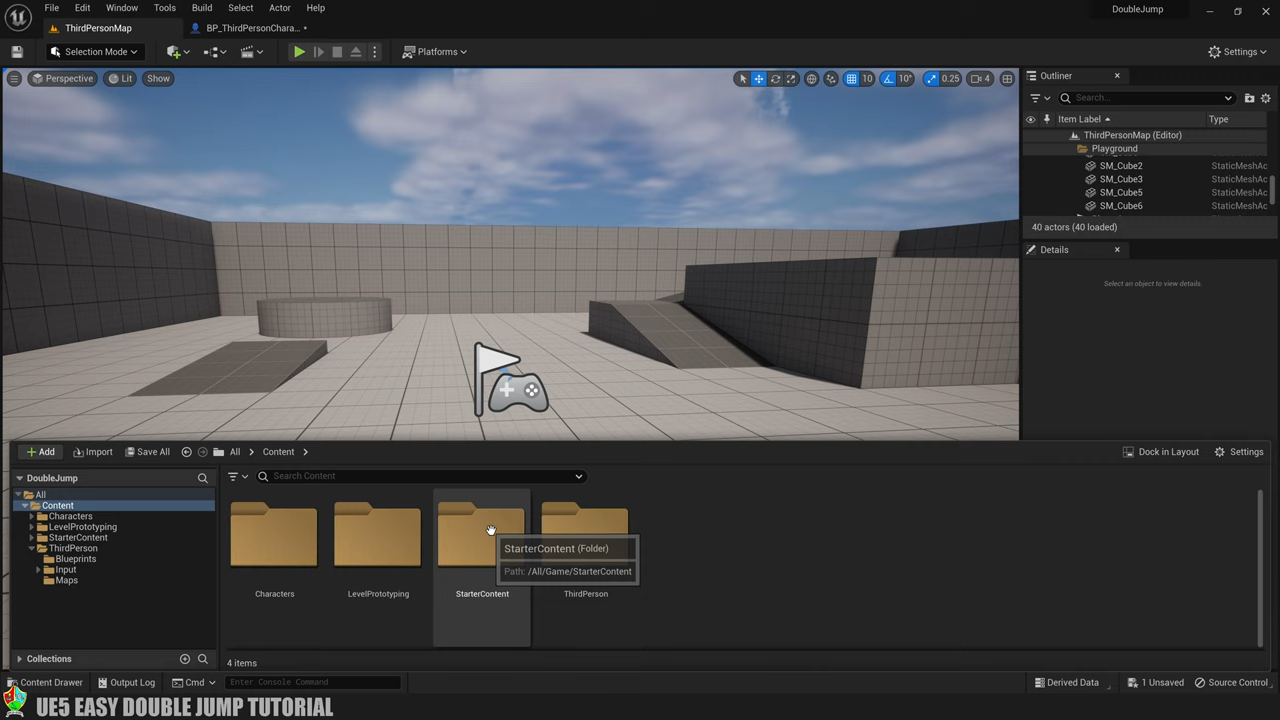 File Edit Window Tools Build Select Actor Help
DoubleJump
ThirdPersonMap
BP_ThirdPersonChara... •
Selection Mode
Platforms
Settings
Perspective
Lit
Show
10
10°
0.25
4
Outliner
Search...
Item Label
Type
ThirdPersonMap (Editor)
Playground
SM_Cube2 StaticMeshAc
SM_Cube3 StaticMeshAc
SM_Cube5 StaticMeshAc
SM_Cube6 StaticMeshAc
40 actors (40 loaded)
Details
Select an object to view details.
Add
Import
Save All
All
Content
Dock in Layout
Settings
DoubleJump
Search Content
All
Content
Characters
LevelPrototyping
StarterContent
ThirdPerson
Blueprints
Input
Maps
StarterContent (Folder)
Path: /All/Game/StarterContent
Characters
LevelPrototyping
StarterContent
ThirdPerson
Collections
4 items
Content Drawer
Output Log
Cmd
Enter Console Command
Derived Data
1 Unsaved
Source Control
UE5 EASY DOUBLE JUMP TUTORIAL